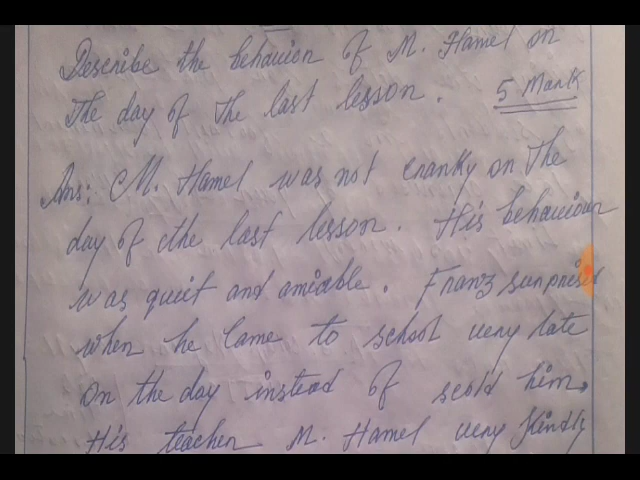 Describe the behavion of M. Hamel on
The day of The last lesson. 5 Mark
Ans: M. Hamel was not cranky on The
day of the last lesson. His behaviour
was quiet and amiable. Franz surprised
when he came to school very late
on the day instead of scold him,
His teacher M. Hamel very Kindly